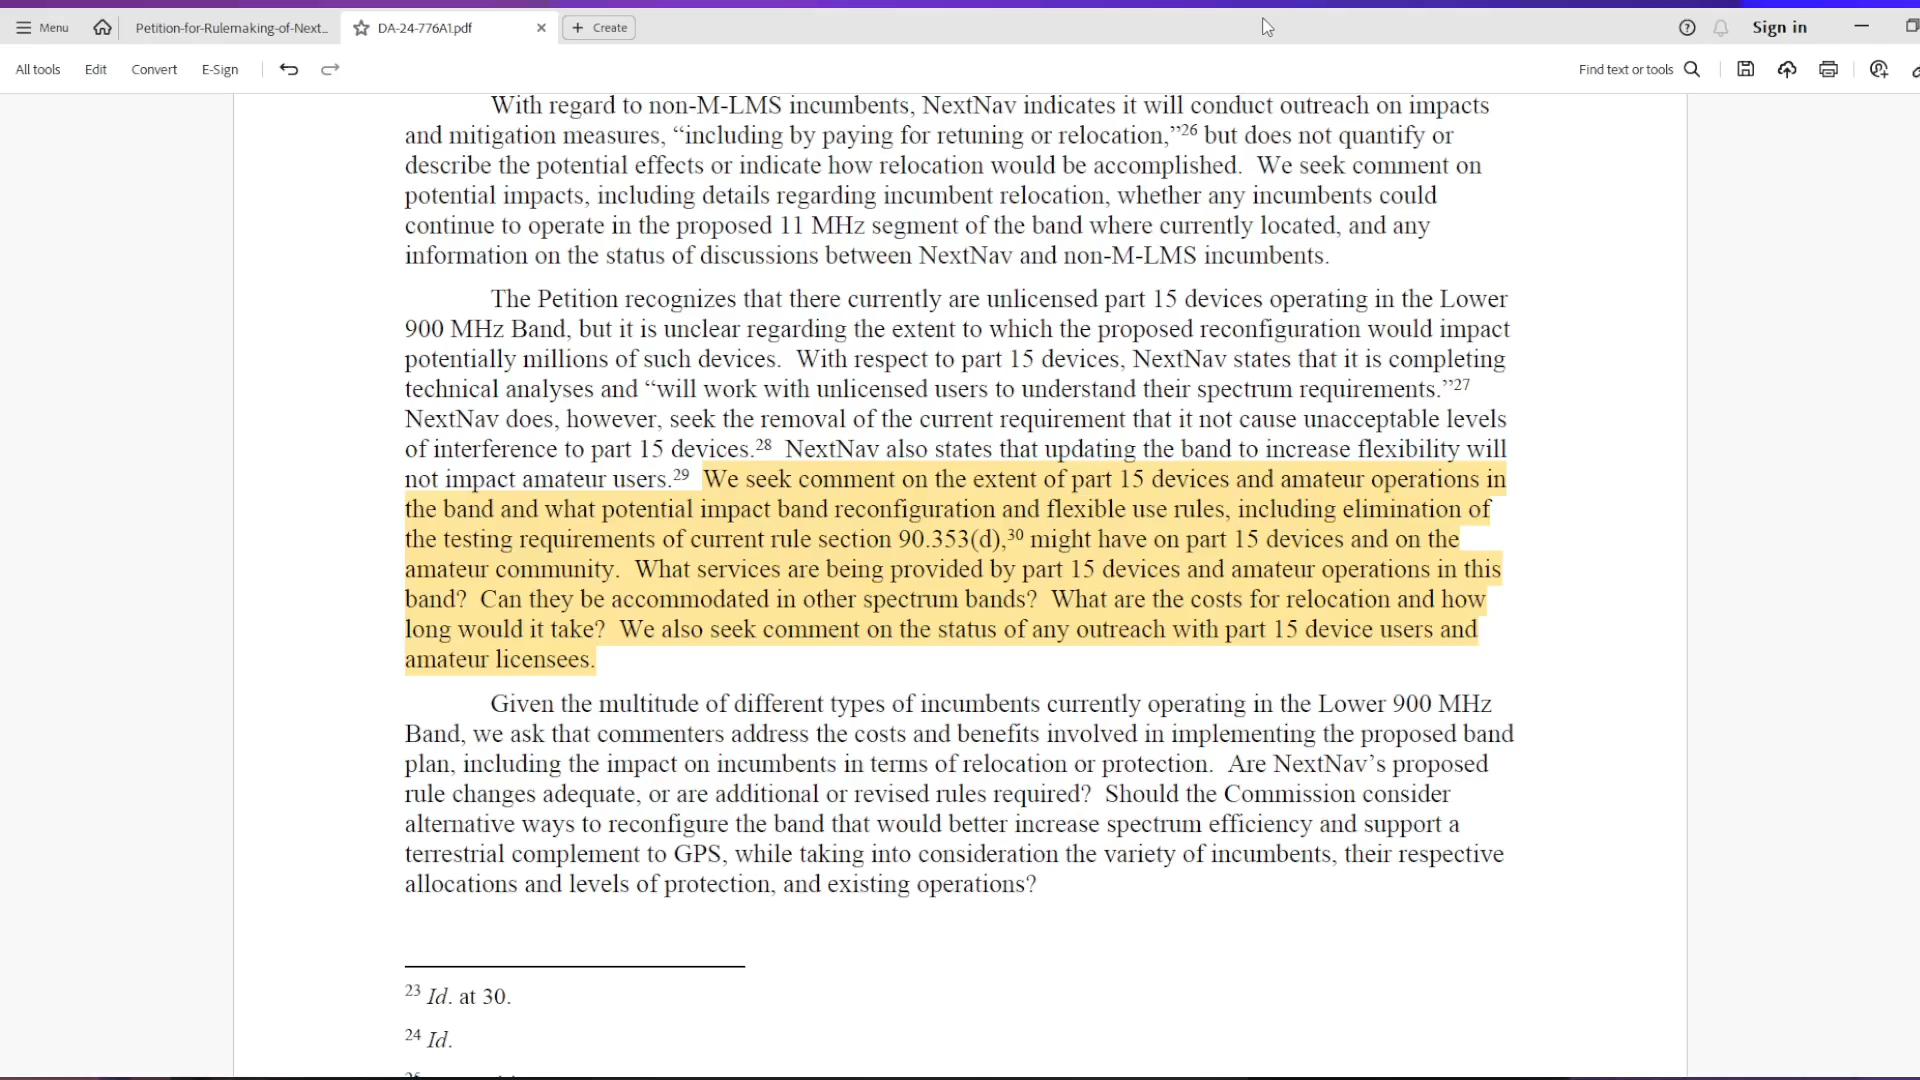 Menu
Petition-for-Rulemaking-of-Next...
DA-24-776A1.pdf
Create
Sign in
All tools
Edit
Convert
E-Sign
Find text or tools
With regard to non-M-LMS incumbents, NextNav indicates it will conduct outreach on impacts
and mitigation measures, “including by paying for retuning or relocation,”26 but does not quantify or
describe the potential effects or indicate how relocation would be accomplished. We seek comment on
potential impacts, including details regarding incumbent relocation, whether any incumbents could
continue to operate in the proposed 11 MHz segment of the band where currently located, and any
information on the status of discussions between NextNav and non-M-LMS incumbents.
The Petition recognizes that there currently are unlicensed part 15 devices operating in the Lower
900 MHz Band, but it is unclear regarding the extent to which the proposed reconfiguration would impact
potentially millions of such devices. With respect to part 15 devices, NextNav states that it is completing
technical analyses and “will work with unlicensed users to understand their spectrum requirements.”27
NextNav does, however, seek the removal of the current requirement that it not cause unacceptable levels
of interference to part 15 devices.28 NextNav also states that updating the band to increase flexibility will
not impact amateur users.29 We seek comment on the extent of part 15 devices and amateur operations in
the band and what potential impact band reconfiguration and flexible use rules, including elimination of
the testing requirements of current rule section 90.353(d),30 might have on part 15 devices and on the
amateur community. What services are being provided by part 15 devices and amateur operations in this
band? Can they be accommodated in other spectrum bands? What are the costs for relocation and how
long would it take? We also seek comment on the status of any outreach with part 15 device users and
amateur licensees.
Given the multitude of different types of incumbents currently operating in the Lower 900 MHz
Band, we ask that commenters address the costs and benefits involved in implementing the proposed band
plan, including the impact on incumbents in terms of relocation or protection. Are NextNav’s proposed
rule changes adequate, or are additional or revised rules required? Should the Commission consider
alternative ways to reconfigure the band that would better increase spectrum efficiency and support a
terrestrial complement to GPS, while taking into consideration the variety of incumbents, their respective
allocations and levels of protection, and existing operations?
23 Id. at 30.
24 Id.